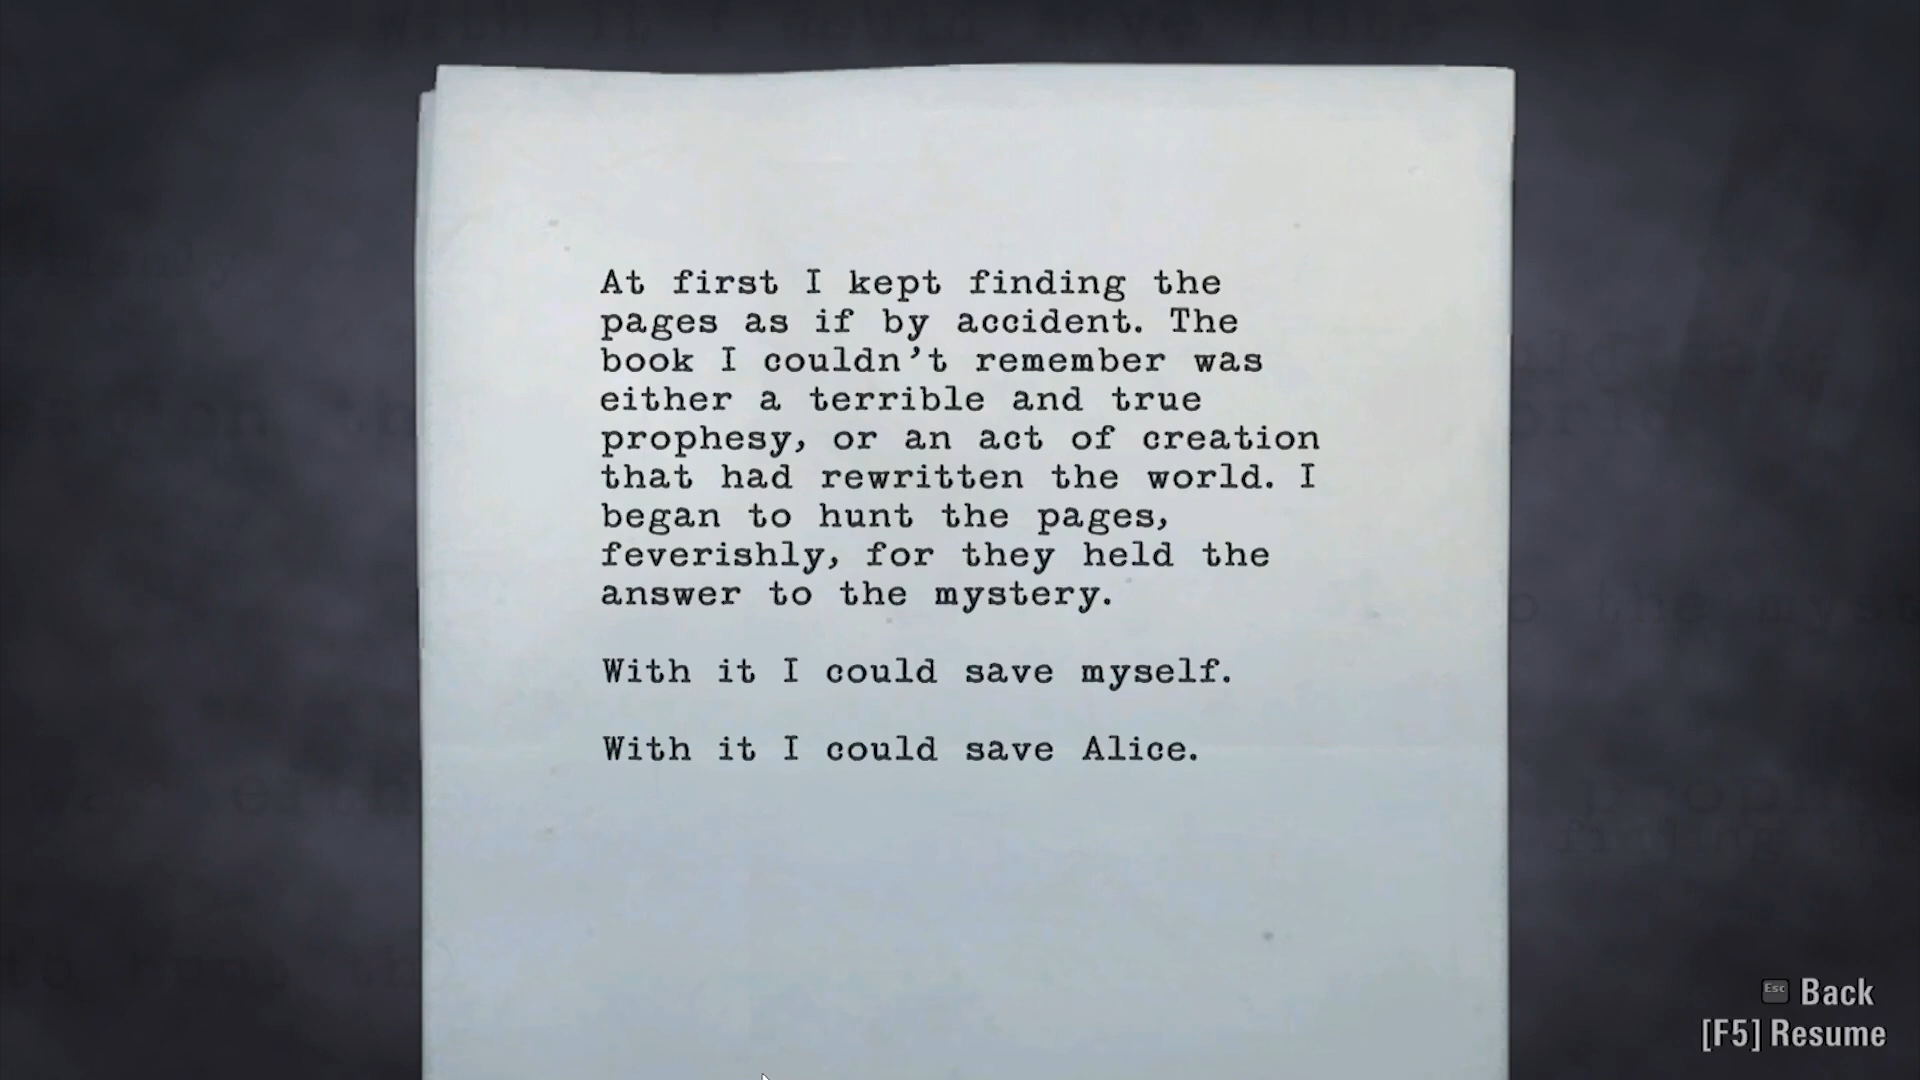 At first I kept finding the
pages as if by accident. The
book I couldn’t remember was
either a terrible and true
prophesy, or an act of creation
that had rewritten the world. I
began to hunt the pages,
feverishly, for they held the
answer to the mystery.
With it I could save myself.
With it I could save Alice.
Esc Back
[F5] Resume